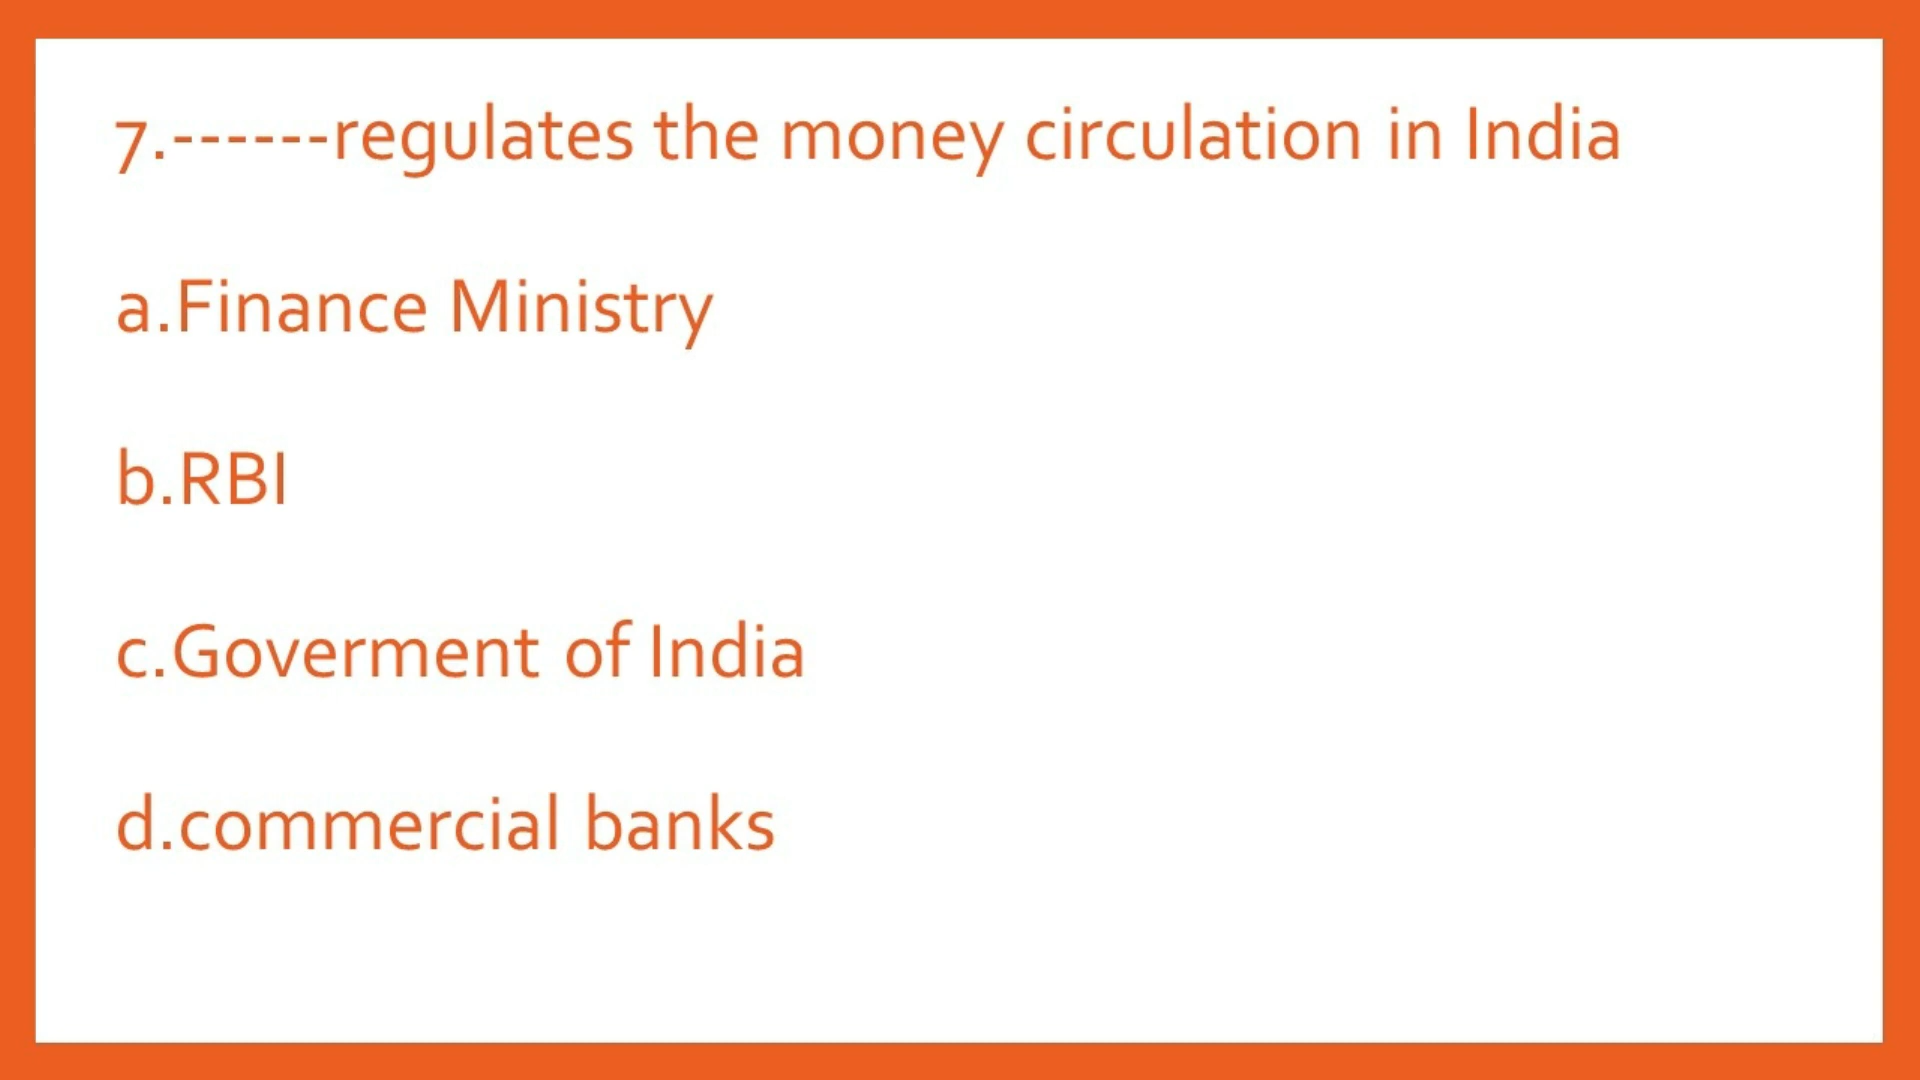 7.------regulates the money circulation in India
a.Finance Ministry
b.RBI
c.Goverment of India
d.commercial banks